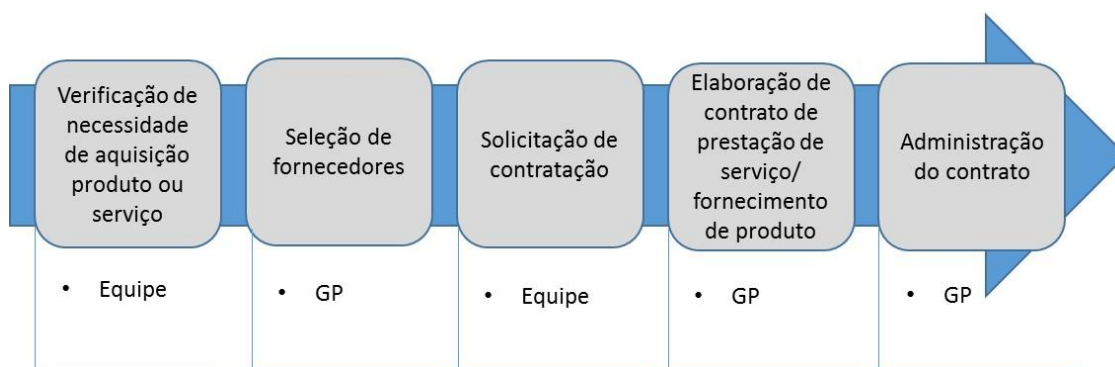 Verificação de
necessidade
de aquisição
produto ou
serviço
Seleção de
fornecedores
Solicitação de
contratação
Elaboração de
contrato de
prestação de
serviço/
fornecimento
de produto
Administração
do contrato
• Equipe
• GP
• Equipe
• GP
• GP